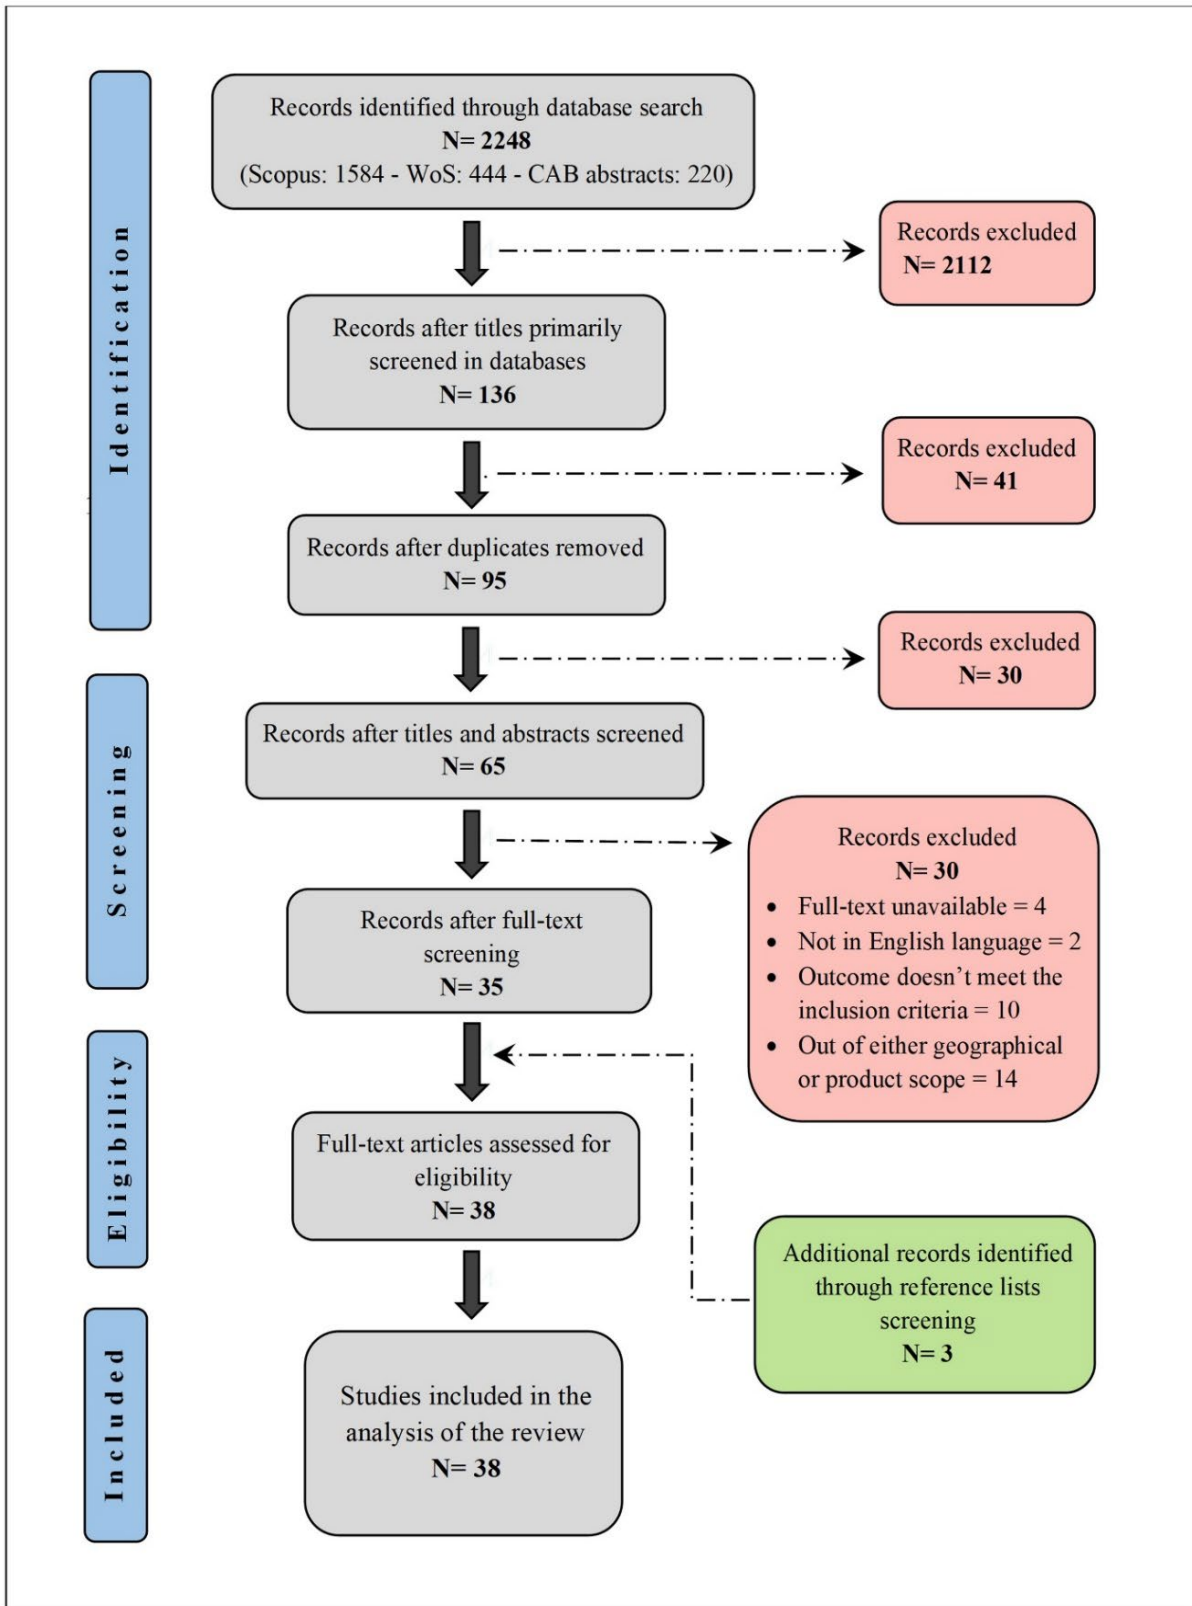 Identification
Records identified through database search
N= 2248
(Scopus: 1584 - WoS: 444 - CAB abstracts: 220)
Records excluded
N= 2112
Records after titles primarily
screened in databases
N= 136
Records excluded
N= 41
Records after duplicates removed
N= 95
Records excluded
N= 30
Screening
Records after titles and abstracts screened
N= 65
Records excluded
N= 30
• Full-text unavailable = 4
• Not in English language = 2
• Outcome doesn’t meet the
inclusion criteria = 10
• Out of either geographical
or product scope = 14
Records after full-text
screening
N= 35
Eligibility
Full-text articles assessed for
eligibility
N= 38
Additional records identified
through reference lists
screening
N= 3
Included
Studies included in the
analysis of the review
N= 38